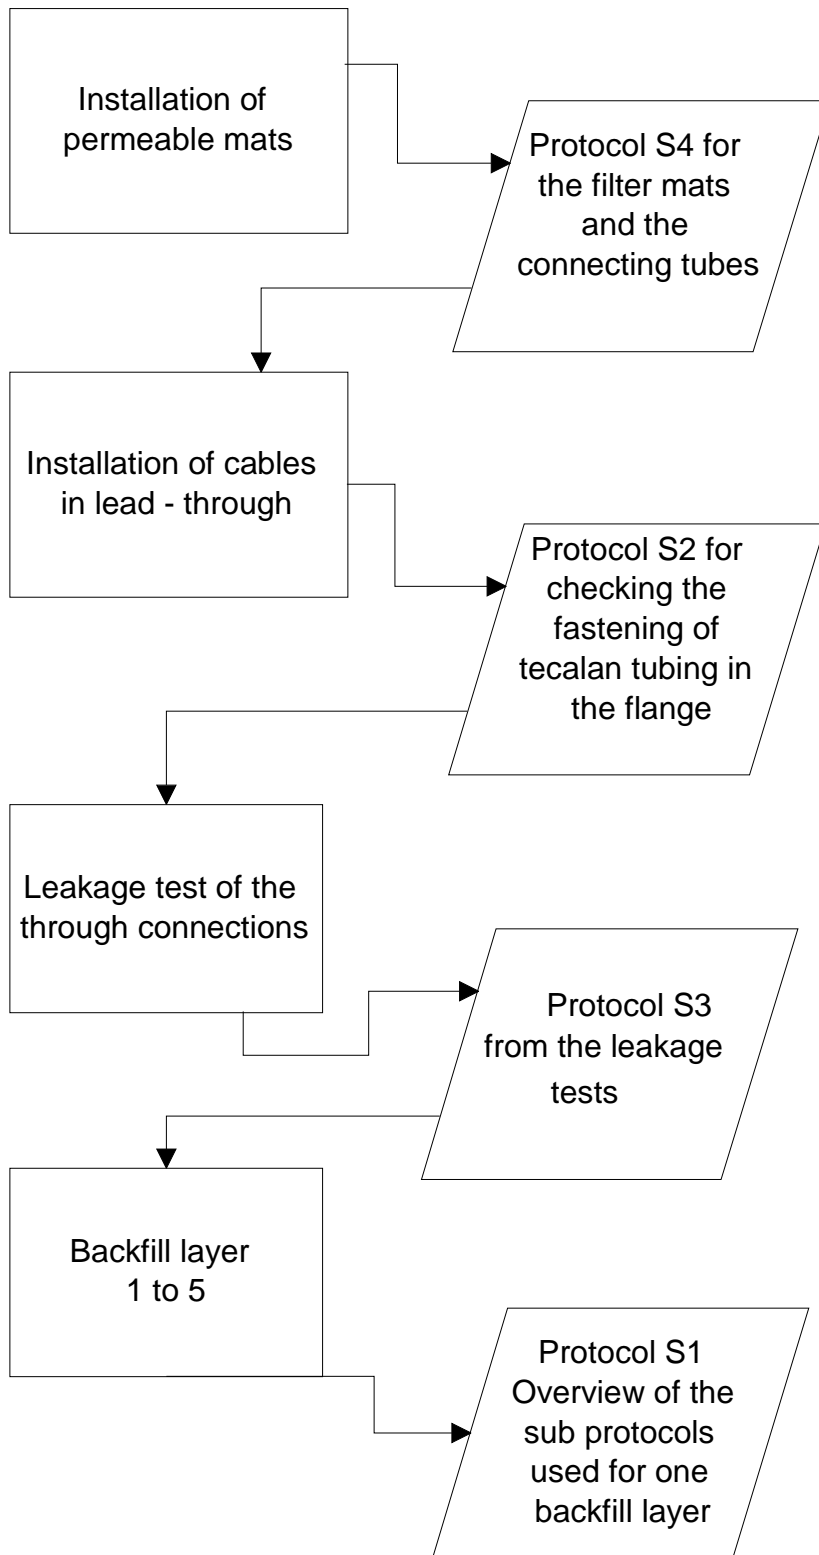 Installation of
permeable mats
Protocol S4 for
the filter mats
and the
connecting tubes
Installation of cables
in lead - through
Protocol S2 for
checking the
fastening of
tecalan tubing in
the flange
Leakage test of the
through connections
Protocol S3
from the leakage
tests
Backfill layer
1 to 5
Protocol S1
Overview of the
sub protocols
used for one
backfill layer